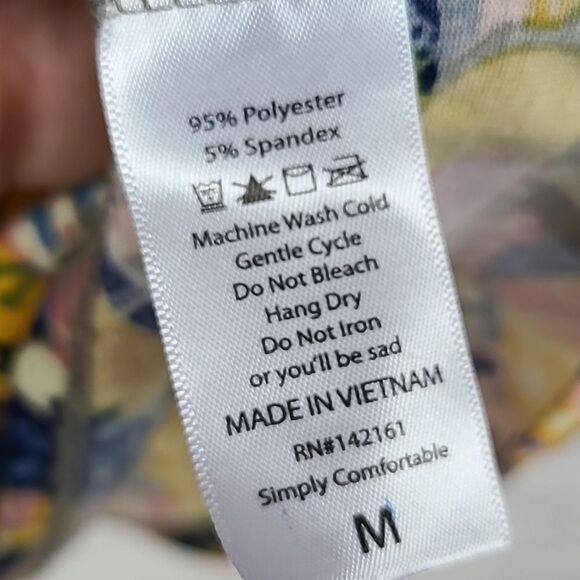 95% Polyester
5% Spandex
Machine Wash Cold
Gentle Cycle
Do Not Bleach
Hang Dry
Do Not Iron
or you'll be sad
MADE IN VIETNAM
RN#142161
Simply Comfortable
M